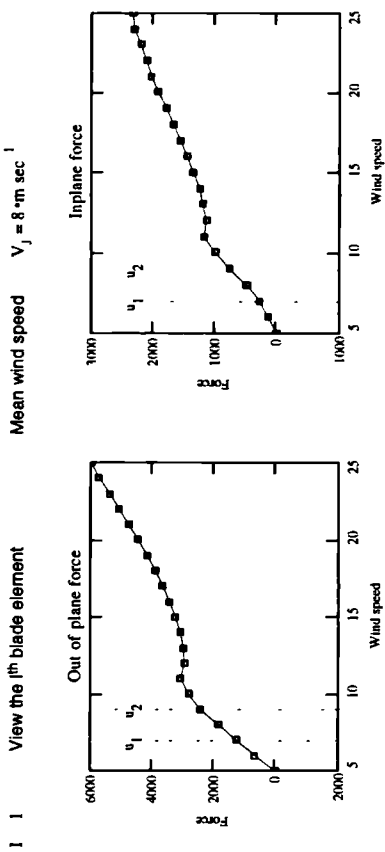 I 1 View the Ith blade element Mean wind speed VJ = 8 •m sec 1
Out of plane force
6000
4000
2000
0
2000
Force
u1
u2
5 10 15 20 25
Wind speed
Inplane force
3000
2000
1000
0
1000
Force
u1
u2
5 10 15 20 25
Wind speed